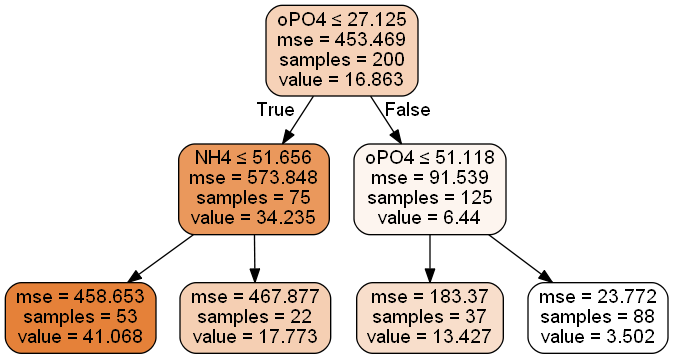 oPO4 ≤ 27.125
mse = 453.469
samples = 200
value = 16.863
True
False
NH4 ≤ 51.656
mse = 573.848
samples = 75
value = 34.235
oPO4 ≤ 51.118
mse = 91.539
samples = 125
value = 6.44
mse = 458.653
samples = 53
value = 41.068
mse = 467.877
samples = 22
value = 17.773
mse = 183.37
samples = 37
value = 13.427
mse = 23.772
samples = 88
value = 3.502